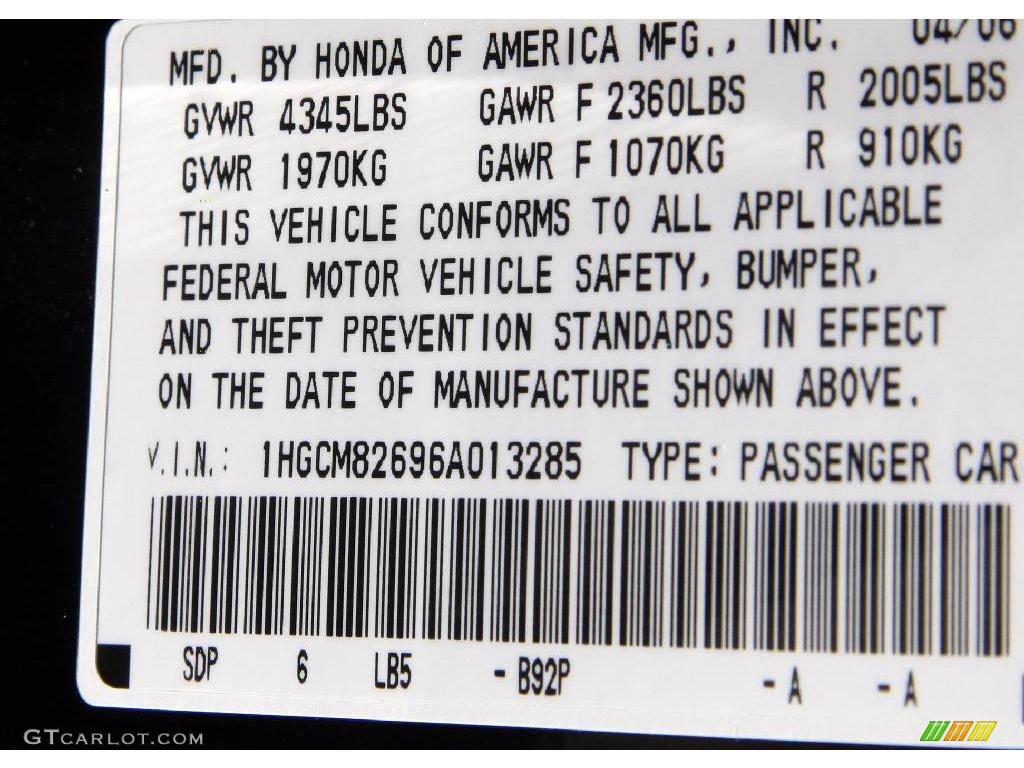 MFD. BY HONDA OF AMERICA MFG., INC. 04/06
GVWR 4345LBS GAWR F 2360LBS R 2005LBS
GVWR 1970KG GAWR F 1070KG R 910KG
THIS VEHICLE CONFORMS TO ALL APPLICABLE
FEDERAL MOTOR VEHICLE SAFETY, BUMPER,
AND THEFT PREVENTION STANDARDS IN EFFECT
ON THE DATE OF MANUFACTURE SHOWN ABOVE.
V.I.N.: 1HGCM82696A013285 TYPE: PASSENGER CAR
SDP 6 LB5 - B92P - A - A
GTCARLOT.COM